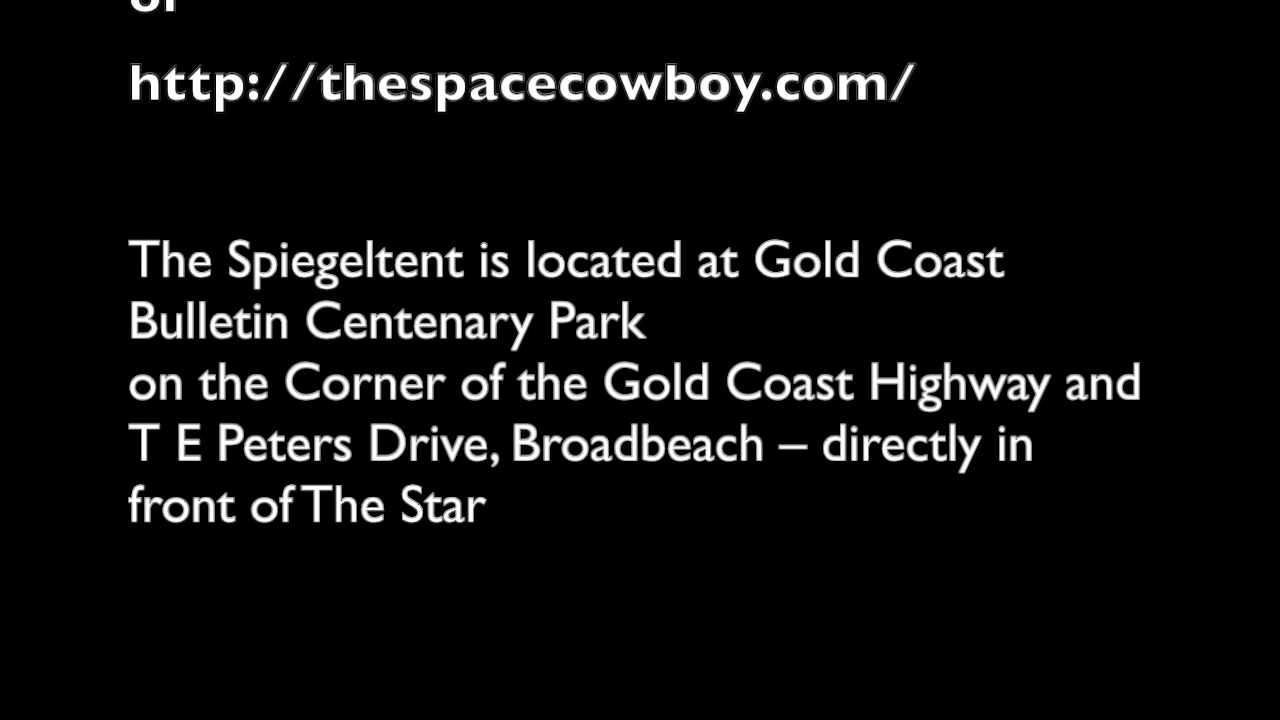 or
http://thespacecowboy.com/
The Spiegeltent is located at Gold Coast
Bulletin Centenary Park
on the Corner of the Gold Coast Highway and
T E Peters Drive, Broadbeach – directly in
front of The Star